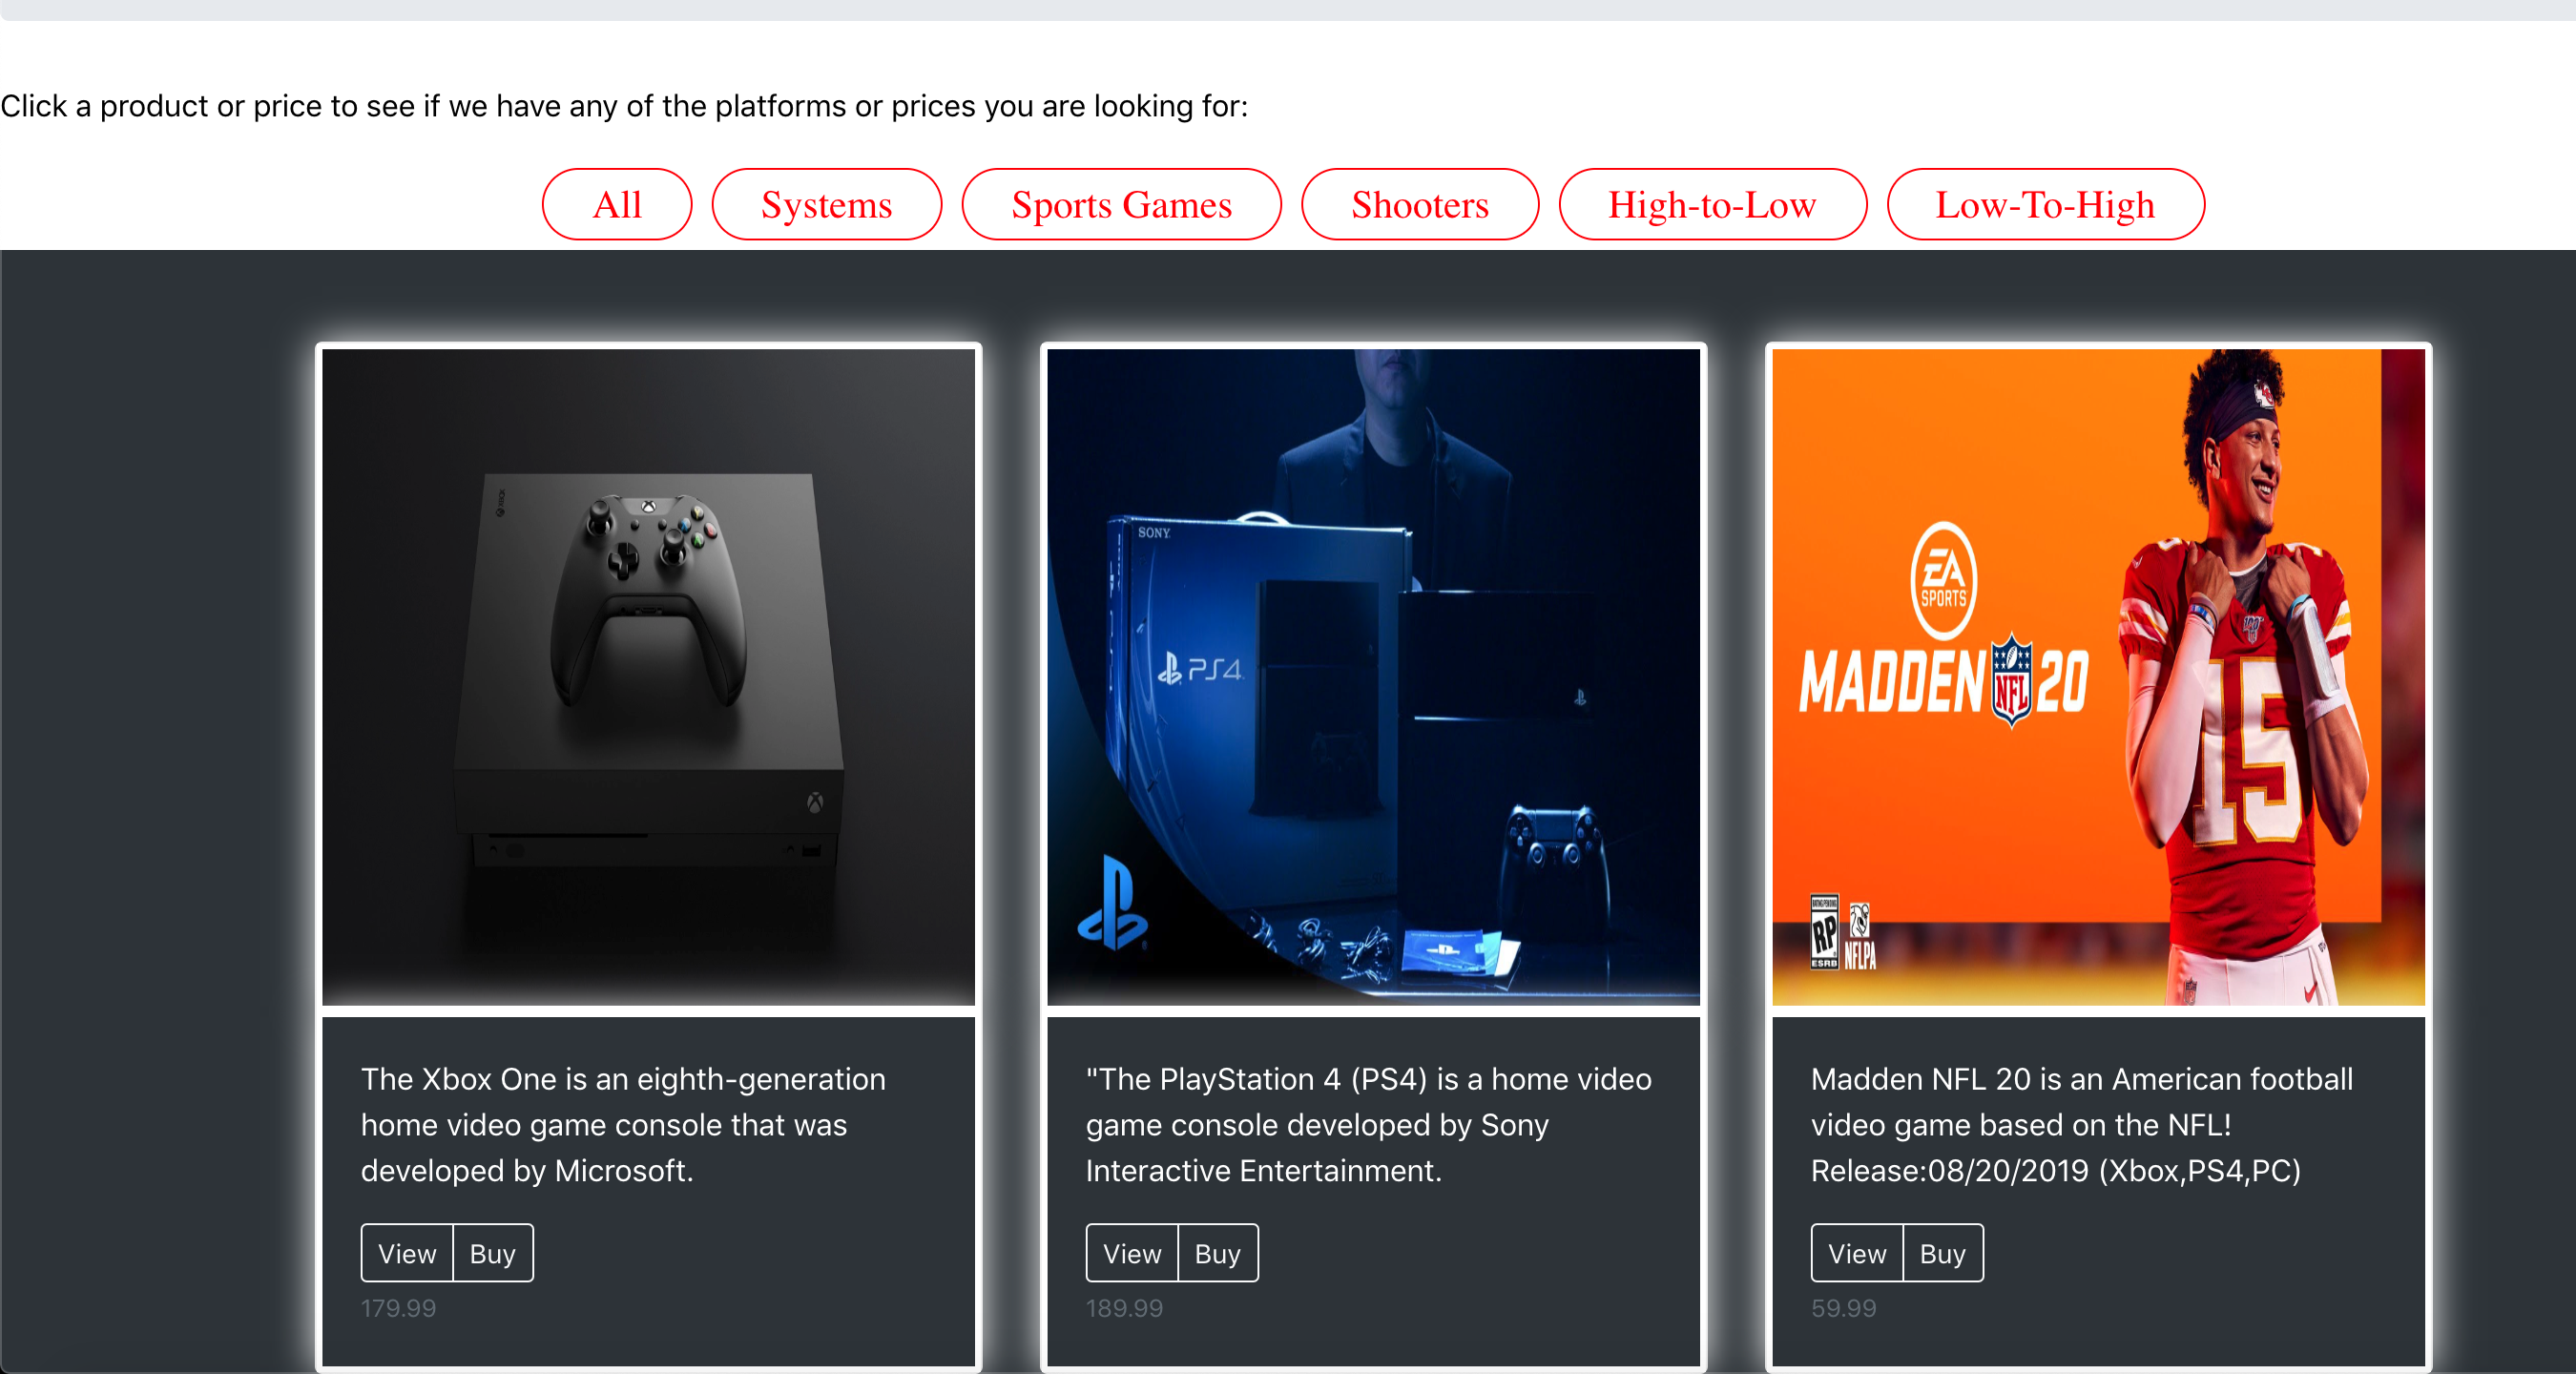 Click a product or price to see if we have any of the platforms or prices you are looking for:
All
Systems
Sports Games
Shooters
High-to-Low
Low-To-High
XBOX
SONY
PS4
EA
SPORTS
MADDEN NFL 20
15
RP
ESRB
NFLPA
The Xbox One is an eighth-generation
home video game console that was
developed by Microsoft.
View
Buy
179.99
"The PlayStation 4 (PS4) is a home video
game console developed by Sony
Interactive Entertainment.
View
Buy
189.99
Madden NFL 20 is an American football
video game based on the NFL!
Release:08/20/2019 (Xbox,PS4,PC)
View
Buy
59.99